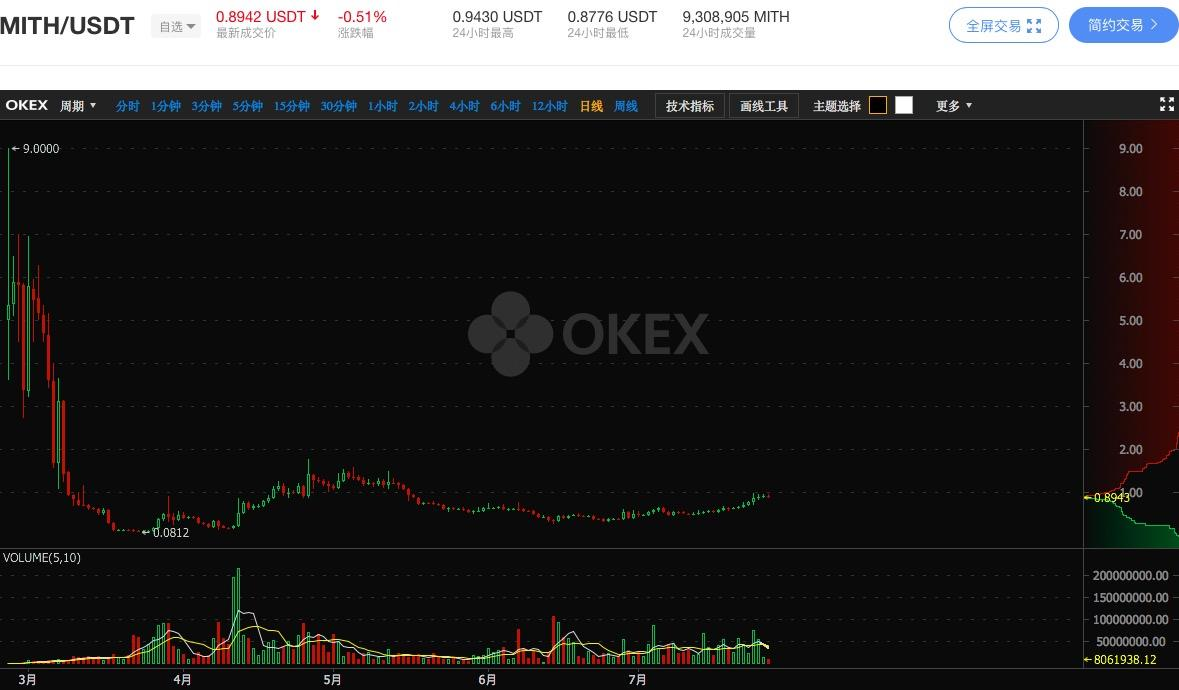 MITH/USDT 自选 0.8942 USDT -0.51% 0.9430 USDT 0.8776 USDT 9,308,905 MITH 全屏交易 简约交易
最新成交价 涨跌幅 24小时最高 24小时最低 24小时成交量
OKEX 周期 分时 1分钟 3分钟 5分钟 15分钟 30分钟 1小时 2小时 4小时 6小时 12小时 日线 周线 技术指标 画线工具 主题选择 更多
9.0000 9.00
8.00
7.00
6.00
5.00
OKEX
4.00
3.00
2.00
1.00
0.8943
0.0812
VOLUME(5,10)
200000000.00
150000000.00
100000000.00
50000000.00
8061938.12
3月 4月 5月 6月 7月